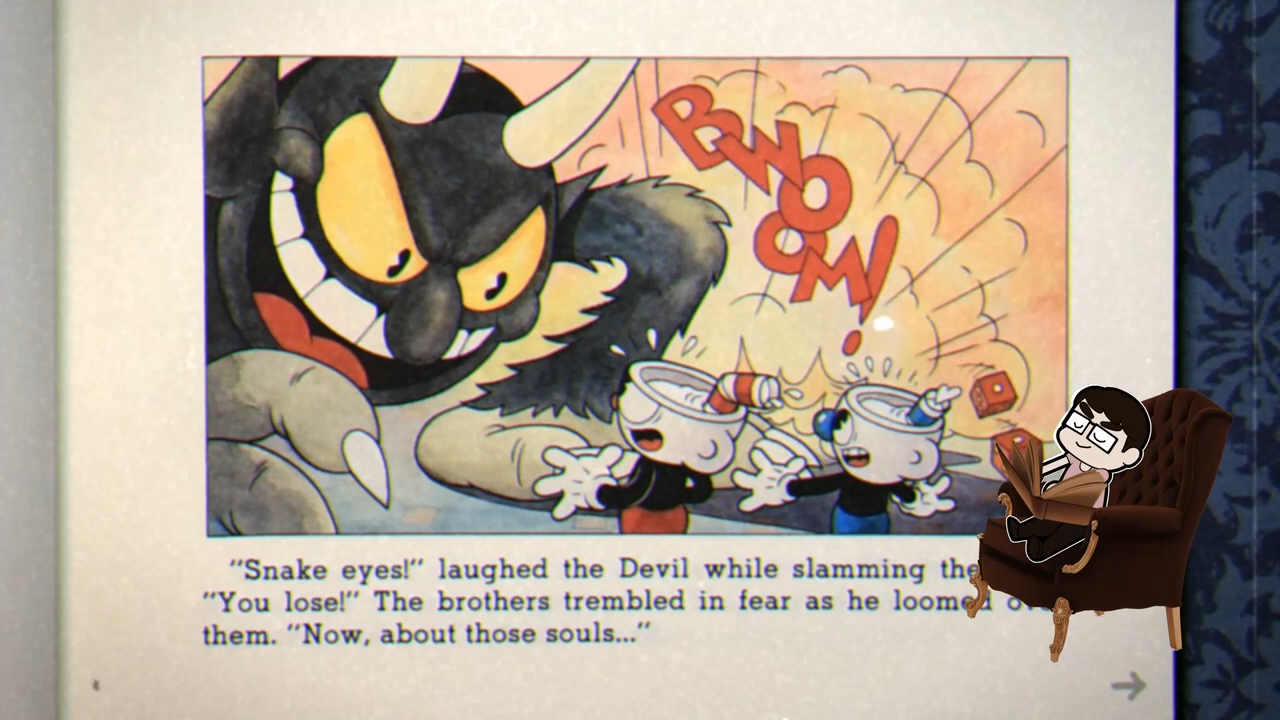 BWOOM!
"Snake eyes!" laughed the Devil while slamming the
"You lose!" The brothers trembled in fear as he loomed
them. "Now, about those souls..."